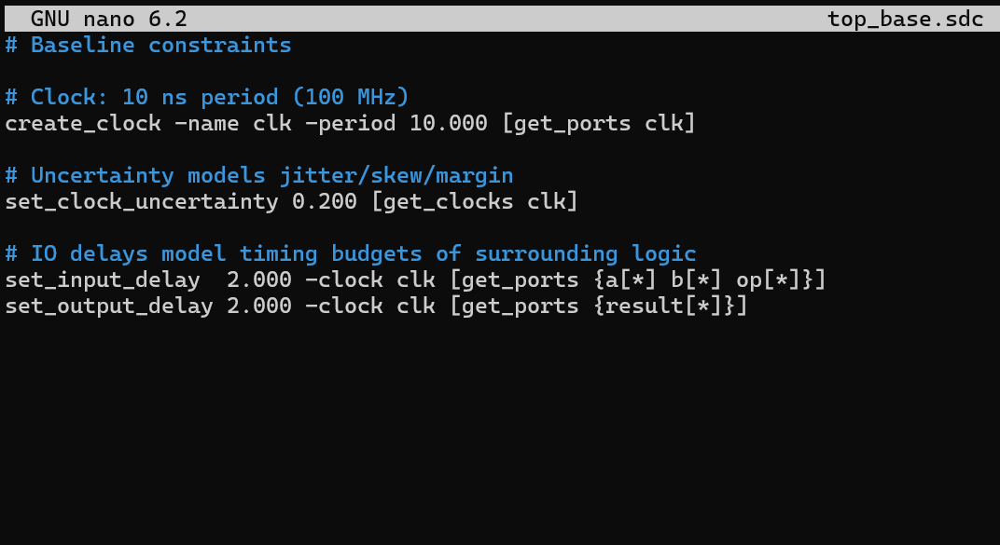 GNU nano 6.2 top_base.sdc
# Baseline constraints
# Clock: 10 ns period (100 MHz)
create_clock -name clk -period 10.000 [get_ports clk]
# Uncertainty models jitter/skew/margin
set_clock_uncertainty 0.200 [get_clocks clk]
# IO delays model timing budgets of surrounding logic
set_input_delay  2.000 -clock clk [get_ports {a[*] b[*] op[*]}]
set_output_delay 2.000 -clock clk [get_ports {result[*]}]